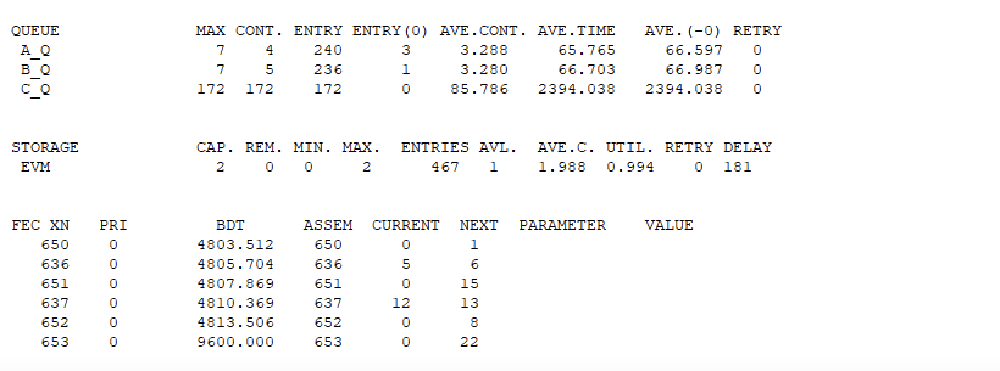 QUEUE MAX CONT. ENTRY ENTRY(0) AVE.CONT. AVE.TIME AVE.(-0) RETRY
A_Q 7 4 240 3 3.288 65.765 66.597 0
B_Q 7 5 236 1 3.280 66.703 66.987 0
C_Q 172 172 172 0 85.786 2394.038 2394.038 0
STORAGE CAP. REM. MIN. MAX. ENTRIES AVL. AVE.C. UTIL. RETRY DELAY
EVM 2 0 0 2 467 1 1.988 0.994 0 181
FEC XN PRI BDT ASSEM CURRENT NEXT PARAMETER VALUE
650 0 4803.512 650 0 1
636 0 4805.704 636 5 6
651 0 4807.869 651 0 15
637 0 4810.369 637 12 13
652 0 4813.506 652 0 8
653 0 9600.000 653 0 22